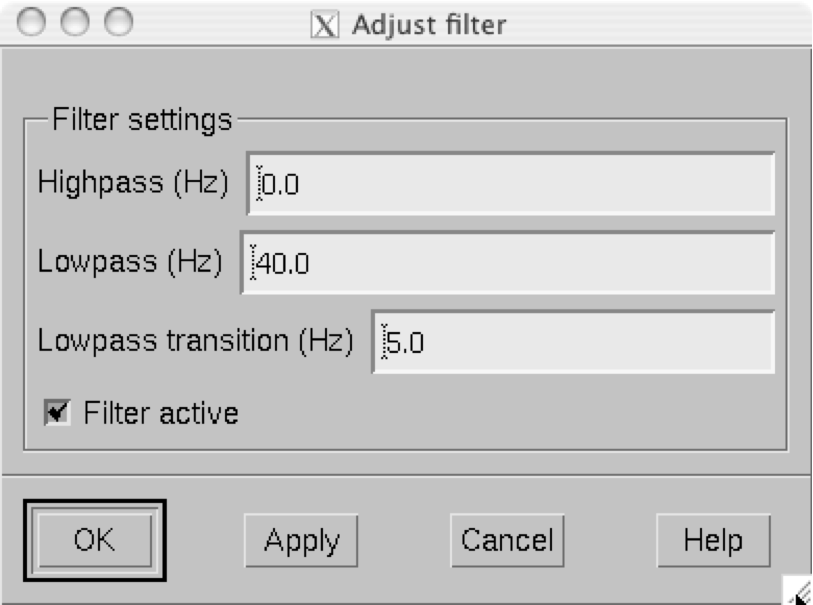 Adjust filter
Filter settings
Highpass (Hz) 0.0
Lowpass (Hz) 40.0
Lowpass transition (Hz) 5.0
Filter active
OK Apply Cancel Help